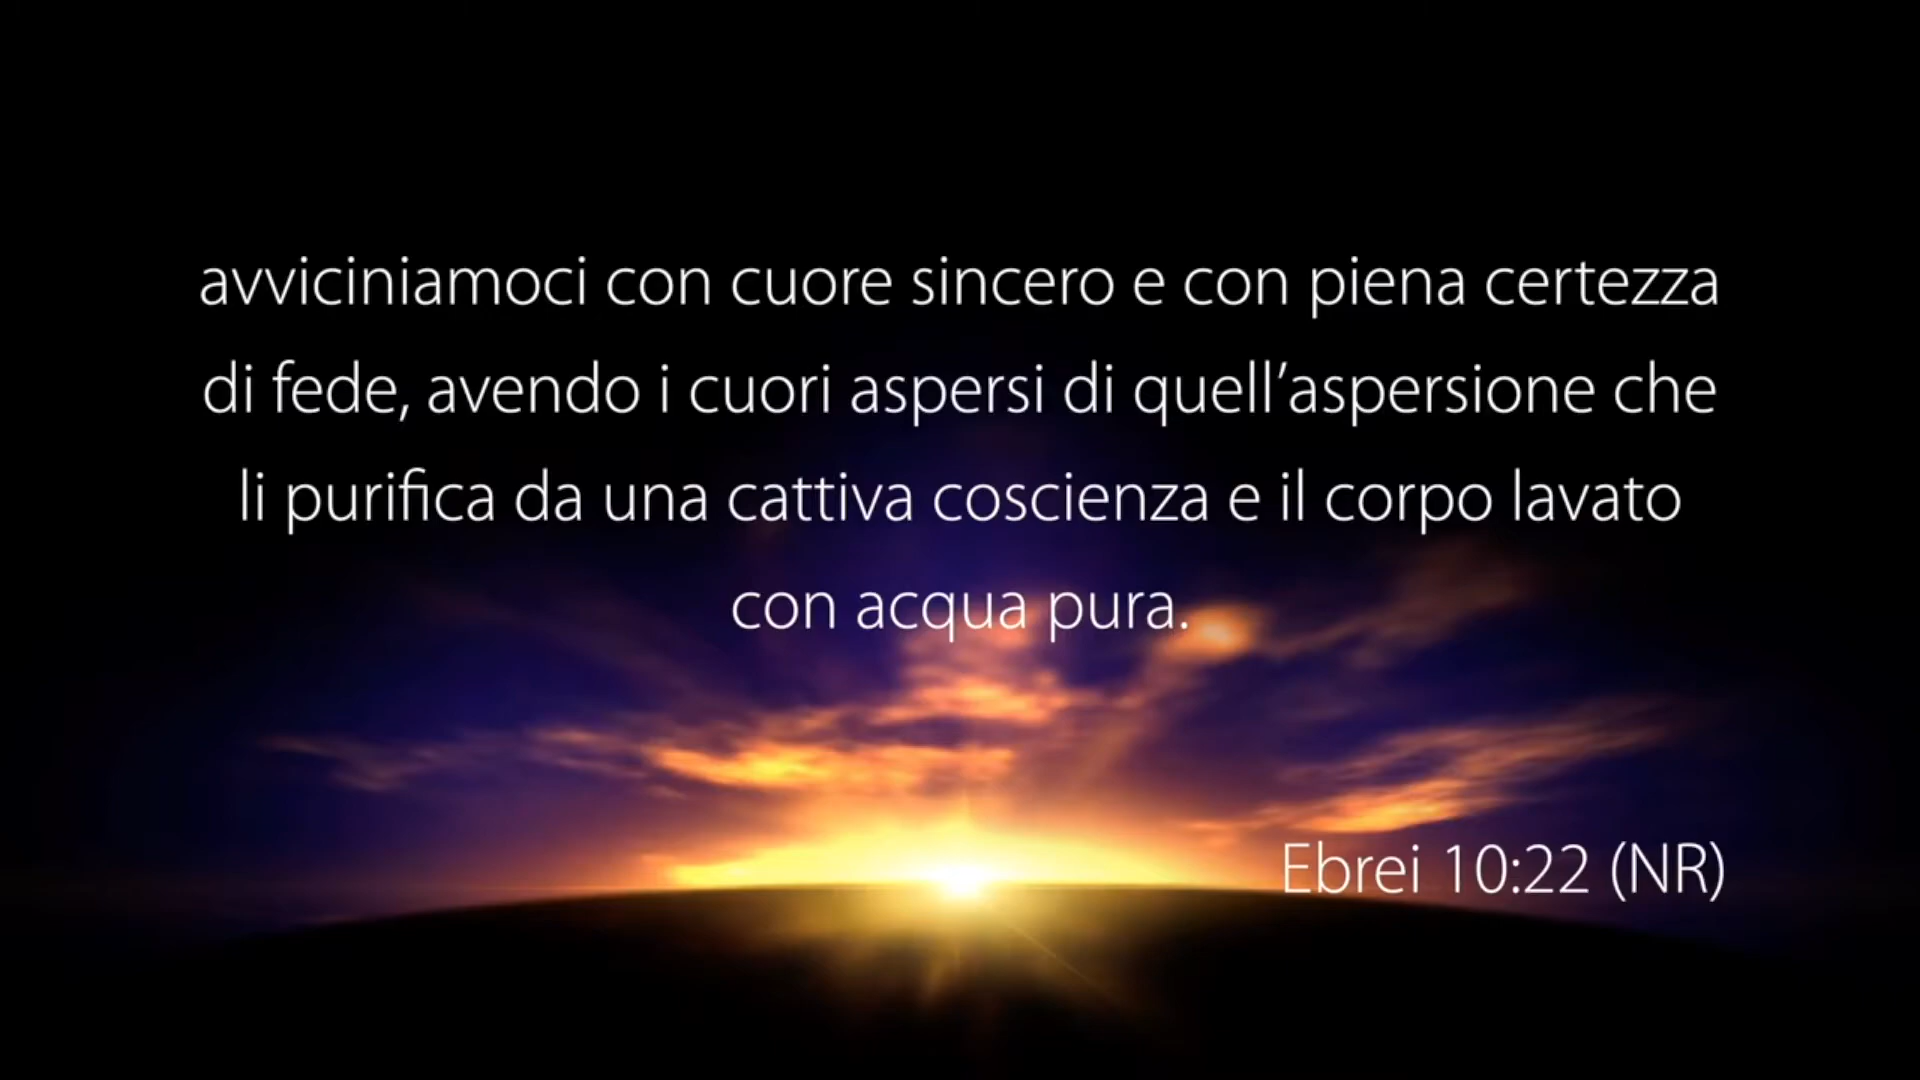 avviciniamoci con cuore sincero e con piena certezza
di fede, avendo i cuori aspersi di quell’aspersione che
li purifica da una cattiva coscienza e il corpo lavato
con acqua pura.
Ebrei 10:22 (NR)